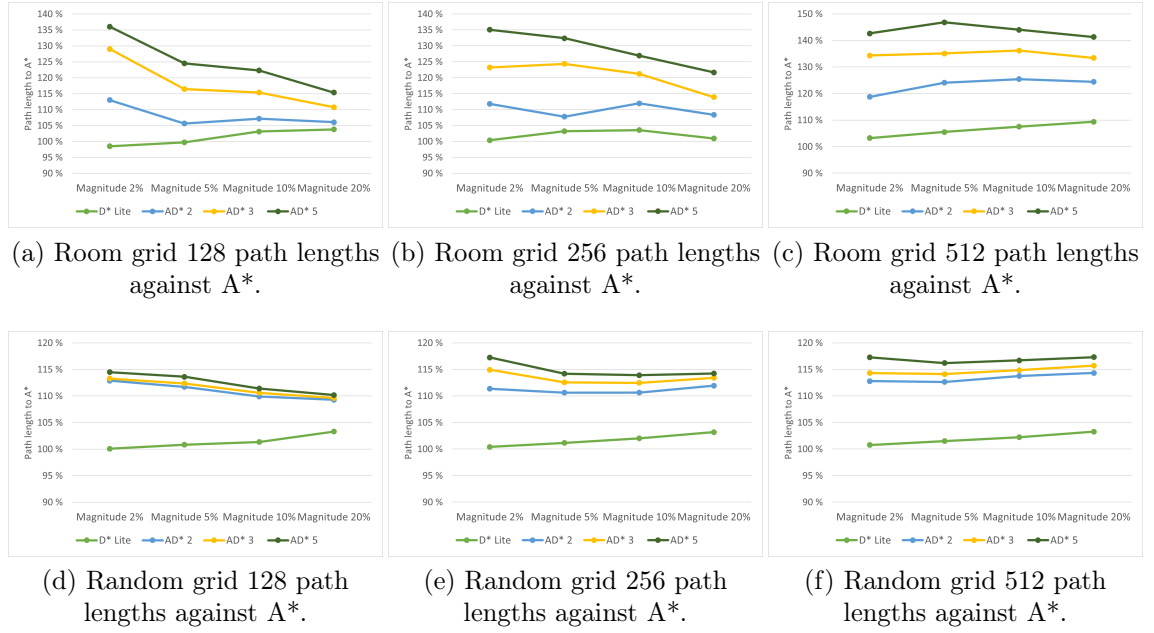 140 %
135 %
130 %
125 %
120 %
115 %
110 %
105 %
100 %
95 %
90 %
Path length to A*
Magnitude 2% Magnitude 5% Magnitude 10% Magnitude 20%
D* Lite AD* 2 AD* 3 AD* 5
(a) Room grid 128 path lengths
against A*.
140 %
135 %
130 %
125 %
120 %
115 %
110 %
105 %
100 %
95 %
90 %
Path length to A*
Magnitude 2% Magnitude 5% Magnitude 10% Magnitude 20%
D* Lite AD* 2 AD* 3 AD* 5
(b) Room grid 256 path lengths
against A*.
150 %
140 %
130 %
120 %
110 %
100 %
90 %
Path length to A*
Magnitude 2% Magnitude 5% Magnitude 10% Magnitude 20%
D* Lite AD* 2 AD* 3 AD* 5
(c) Room grid 512 path lengths
against A*.
120 %
115 %
110 %
105 %
100 %
95 %
90 %
Path length to A*
Magnitude 2% Magnitude 5% Magnitude 10% Magnitude 20%
D* Lite AD* 2 AD* 3 AD* 5
(d) Random grid 128 path
lengths against A*.
120 %
115 %
110 %
105 %
100 %
95 %
90 %
Path length to A*
Magnitude 2% Magnitude 5% Magnitude 10% Magnitude 20%
D* Lite AD* 2 AD* 3 AD* 5
(e) Random grid 256 path
lengths against A*.
120 %
115 %
110 %
105 %
100 %
95 %
90 %
Path length to A*
Magnitude 2% Magnitude 5% Magnitude 10% Magnitude 20%
D* Lite AD* 2 AD* 3 AD* 5
(f) Random grid 512 path
lengths against A*.